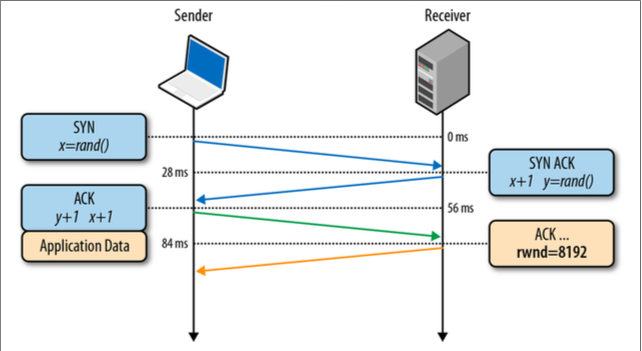 Sender
Receiver
SYN
x=rand()
0 ms
28 ms
SYN ACK
x+1 y=rand()
ACK
y+1 x+1
56 ms
Application Data
84 ms
ACK ...
rwnd=8192